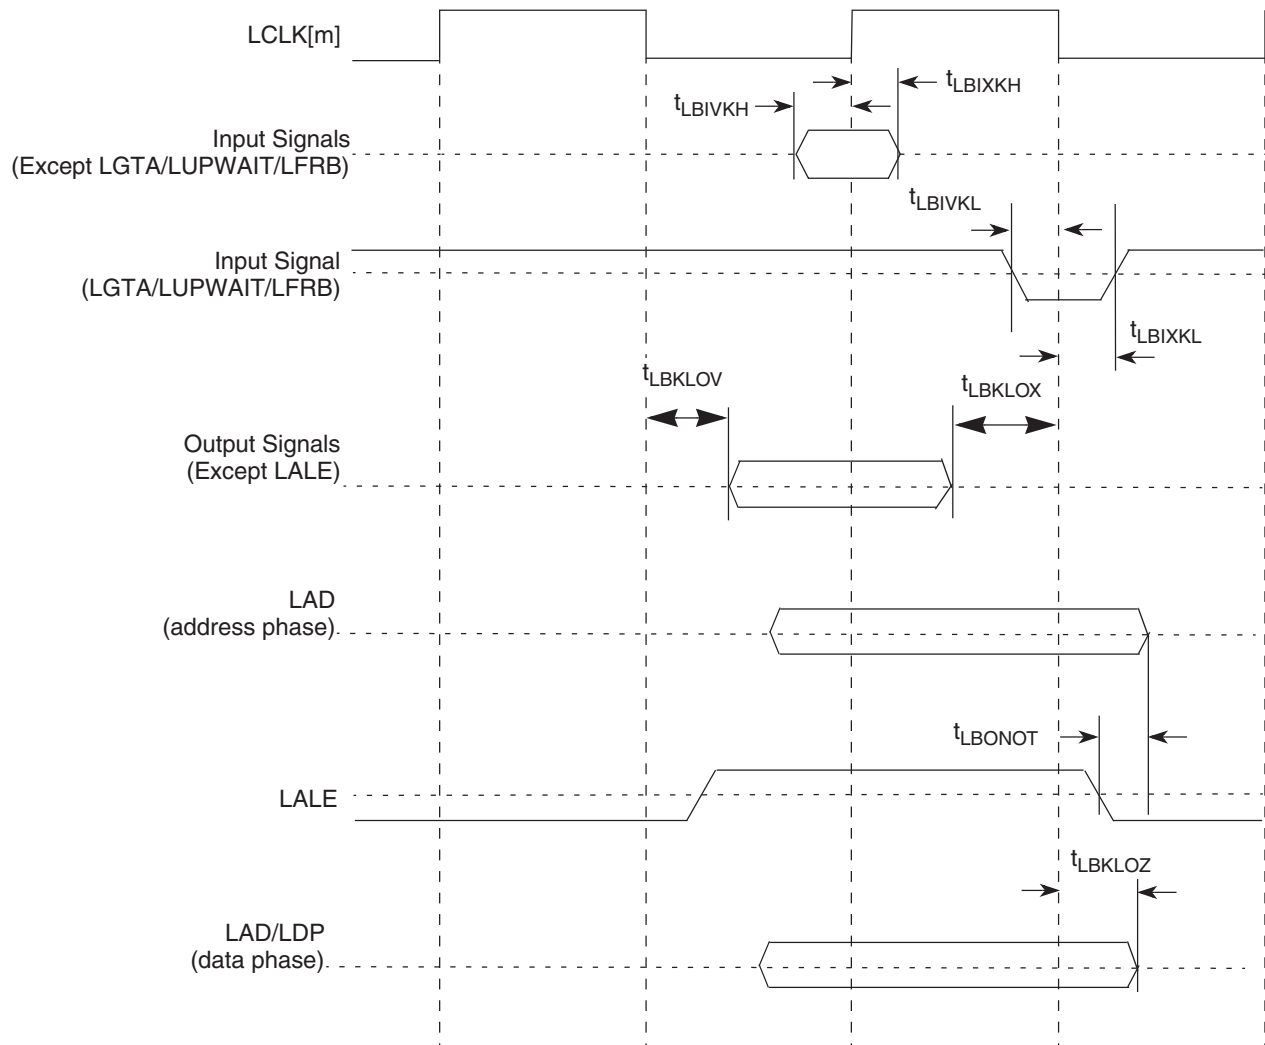 LCLK[m]
tLBIXKH
tLBIVKH
Input Signals
(Except LGTA/LUPWAIT/LFRB)
tLBIVKL
Input Signal
(LGTA/LUPWAIT/LFRB)
tLBIXKL
tLBKLOV
tLBKLOX
Output Signals
(Except LALE)
LAD
(address phase)
tLBONOT
LALE
tLBKLOZ
LAD/LDP
(data phase)